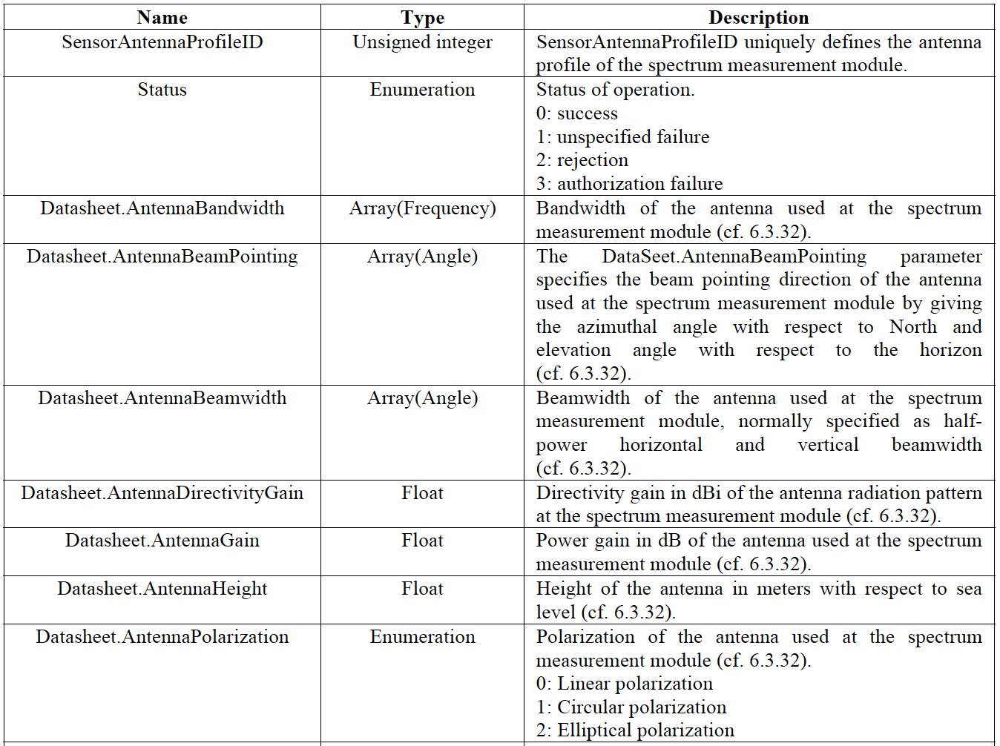 Name Type Description
SensorAntennaProfileID Unsigned integer SensorAntennaProfileID uniquely defines the antenna
profile of the spectrum measurement module.
Status Enumeration Status of operation.
0: success
1: unspecified failure
2: rejection
3: authorization failure
Datasheet.AntennaBandwidth Array(Frequency) Bandwidth of the antenna used at the spectrum
measurement module (cf. 6.3.32).
Datasheet.AntennaBeamPointing Array(Angle) The DataSeet.AntennaBeamPointing parameter
specifies the beam pointing direction of the antenna
used at the spectrum measurement module by giving
the azimuthal angle with respect to North and
elevation angle with respect to the horizon
(cf. 6.3.32).
Datasheet.AntennaBeamwidth Array(Angle) Beamwidth of the antenna used at the spectrum
measurement module, normally specified as half-
power horizontal and vertical beamwidth
(cf. 6.3.32).
Datasheet.AntennaDirectivityGain Float Directivity gain in dBi of the antenna radiation pattern
at the spectrum measurement module (cf. 6.3.32).
Datasheet.AntennaGain Float Power gain in dB of the antenna used at the spectrum
measurement module (cf. 6.3.32).
Datasheet.AntennaHeight Float Height of the antenna in meters with respect to sea
level (cf. 6.3.32).
Datasheet.AntennaPolarization Enumeration Polarization of the antenna used at the spectrum
measurement module (cf. 6.3.32).
0: Linear polarization
1: Circular polarization
2: Elliptical polarization